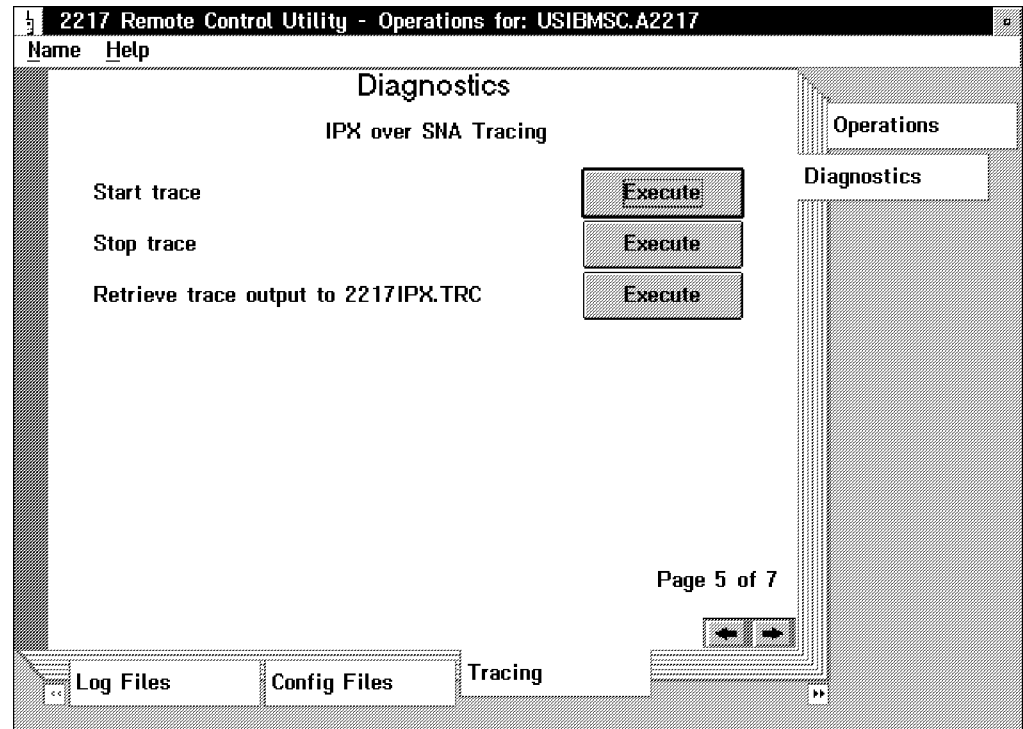 2217 Remote Control Utility - Operations for: USIBMSC.A2217
Name Help
Diagnostics
IPX over SNA Tracing
Operations
Diagnostics
Start trace Execute
Stop trace Execute
Retrieve trace output to 2217IPX.TRC Execute
Page 5 of 7
Log Files Config Files Tracing